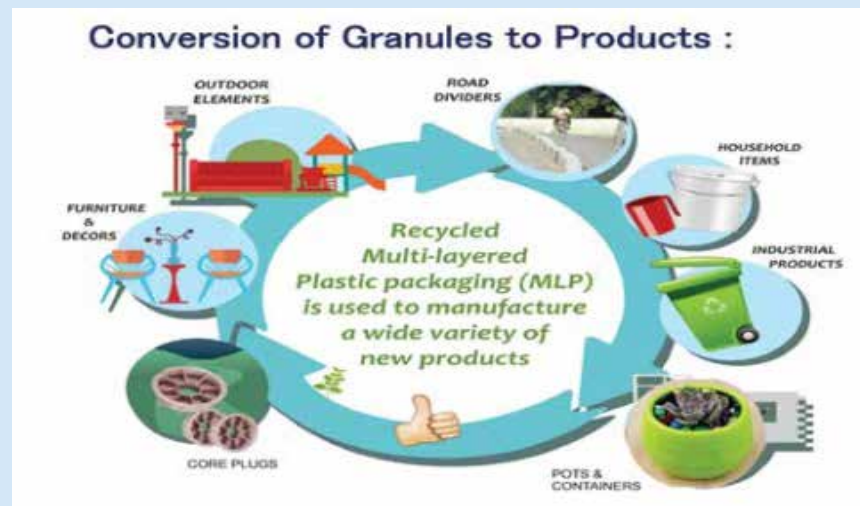 Conversion of Granules to Products :
OUTDOOR
ELEMENTS
ROAD
DIVIDERS
HOUSEHOLD
ITEMS
FURNITURE
&
DECORS
INDUSTRIAL
PRODUCTS
Recycled
Multi-layered
Plastic packaging (MLP)
is used to manufacture
a wide variety of
new products
CORE PLUGS
POTS &
CONTAINERS